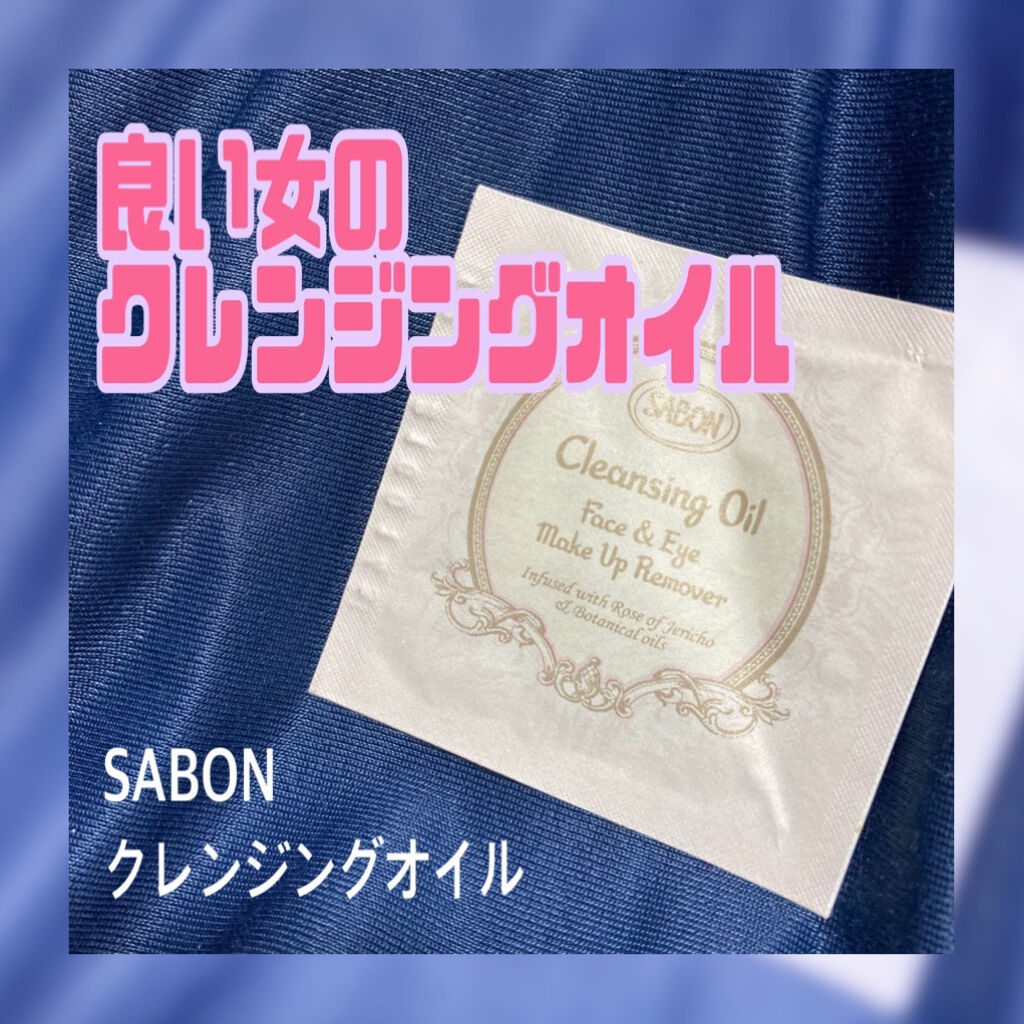 良い女の
クレンジングオイル
SABON
Cleansing Oil
Face & Eye
Make Up Remover
Infused with Rose of Jericho
& Botanical oils
SABON
クレンジングオイル